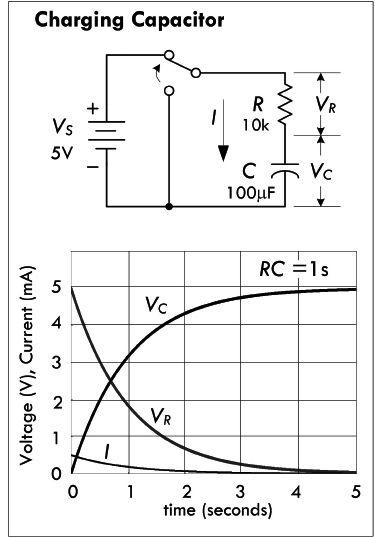 Charging Capacitor
+
Vs
5V
−
I
R
10k
VR
C
100µF
VC
RC = 1s
Voltage (V), Current (mA)
5
4
3
2
1
0
VC
VR
I
0 1 2 3 4 5
time (seconds)